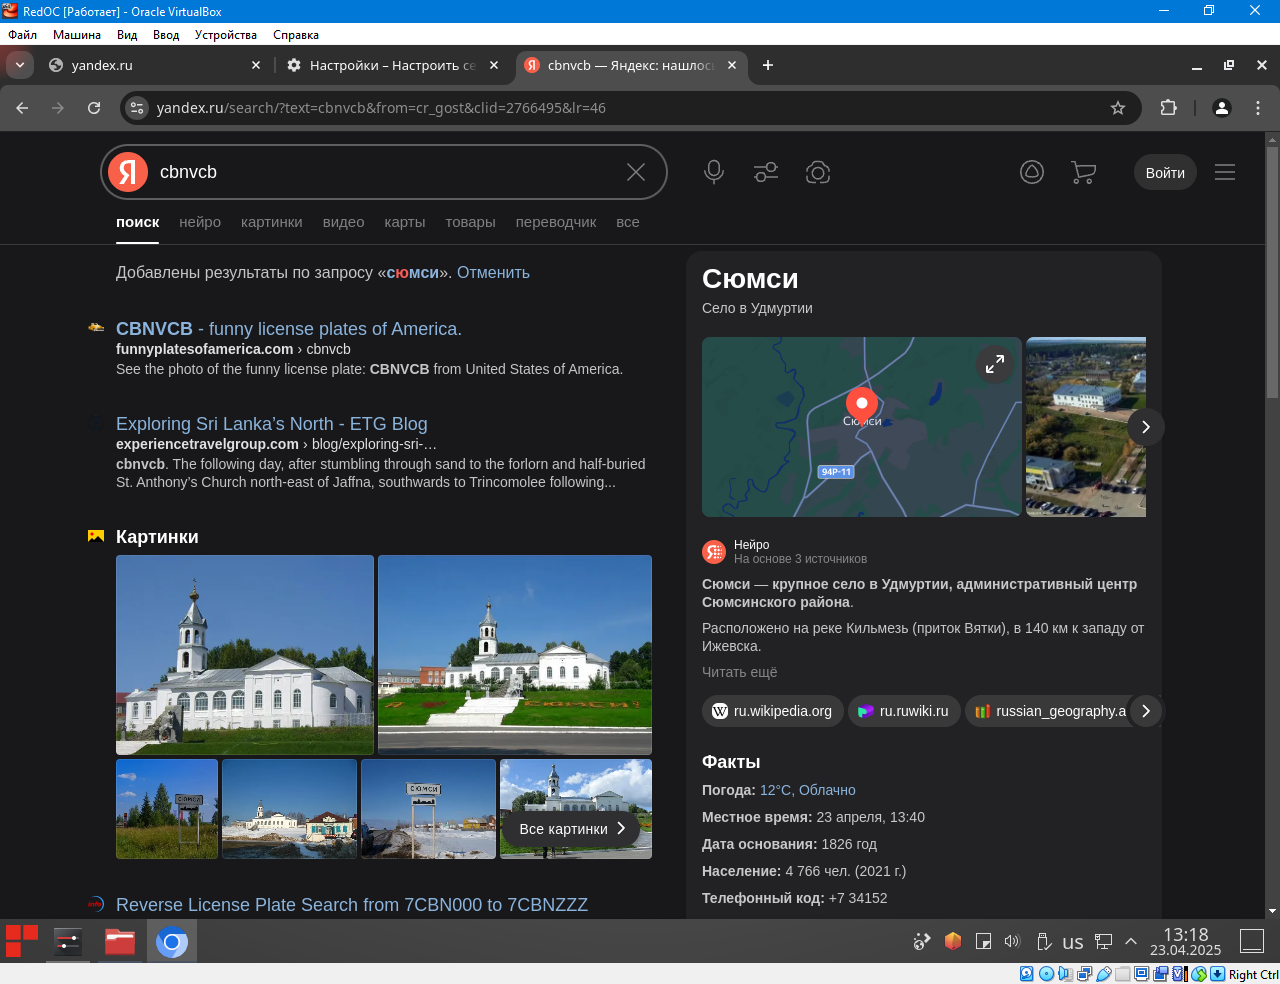 RedOC [Работает] - Oracle VirtualBox
Файл Машина Вид Ввод Устройства Справка
yandex.ru Настройки – Настроить се cbnvcb — Яндекс: нашлось
yandex.ru/search/?text=cbnvcb&from=cr_gost&clid=2766495&lr=46
Я cbnvcb Войти
поиск нейро картинки видео карты товары переводчик все
Добавлены результаты по запросу «сюмси». Отменить
CBNVCB - funny license plates of America.
funnyplatesofamerica.com › cbnvcb
See the photo of the funny license plate: CBNVCB from United States of America.
Exploring Sri Lanka’s North - ETG Blog
experiencetravelgroup.com › blog/exploring-sri-…
cbnvcb. The following day, after stumbling through sand to the forlorn and half-buried
St. Anthony’s Church north-east of Jaffna, southwards to Trincomolee following...
Картинки
СЮМСИ
СЮМСИ
Все картинки
Reverse License Plate Search from 7CBN000 to 7CBNZZZ
Сюмси
Село в Удмуртии
Сюмси
94Р-11
Нейро
На основе 3 источников
Сюмси — крупное село в Удмуртии, административный центр
Сюмсинского района.
Расположено на реке Кильмезь (приток Вятки), в 140 км к западу от
Ижевска.
Читать ещё
ru.wikipedia.org ru.ruwiki.ru russian_geography.a
Факты
Погода: 12°C, Облачно
Местное время: 23 апреля, 13:40
Дата основания: 1826 год
Население: 4 766 чел. (2021 г.)
Телефонный код: +7 34152
us 13:18
23.04.2025
Right Ctrl